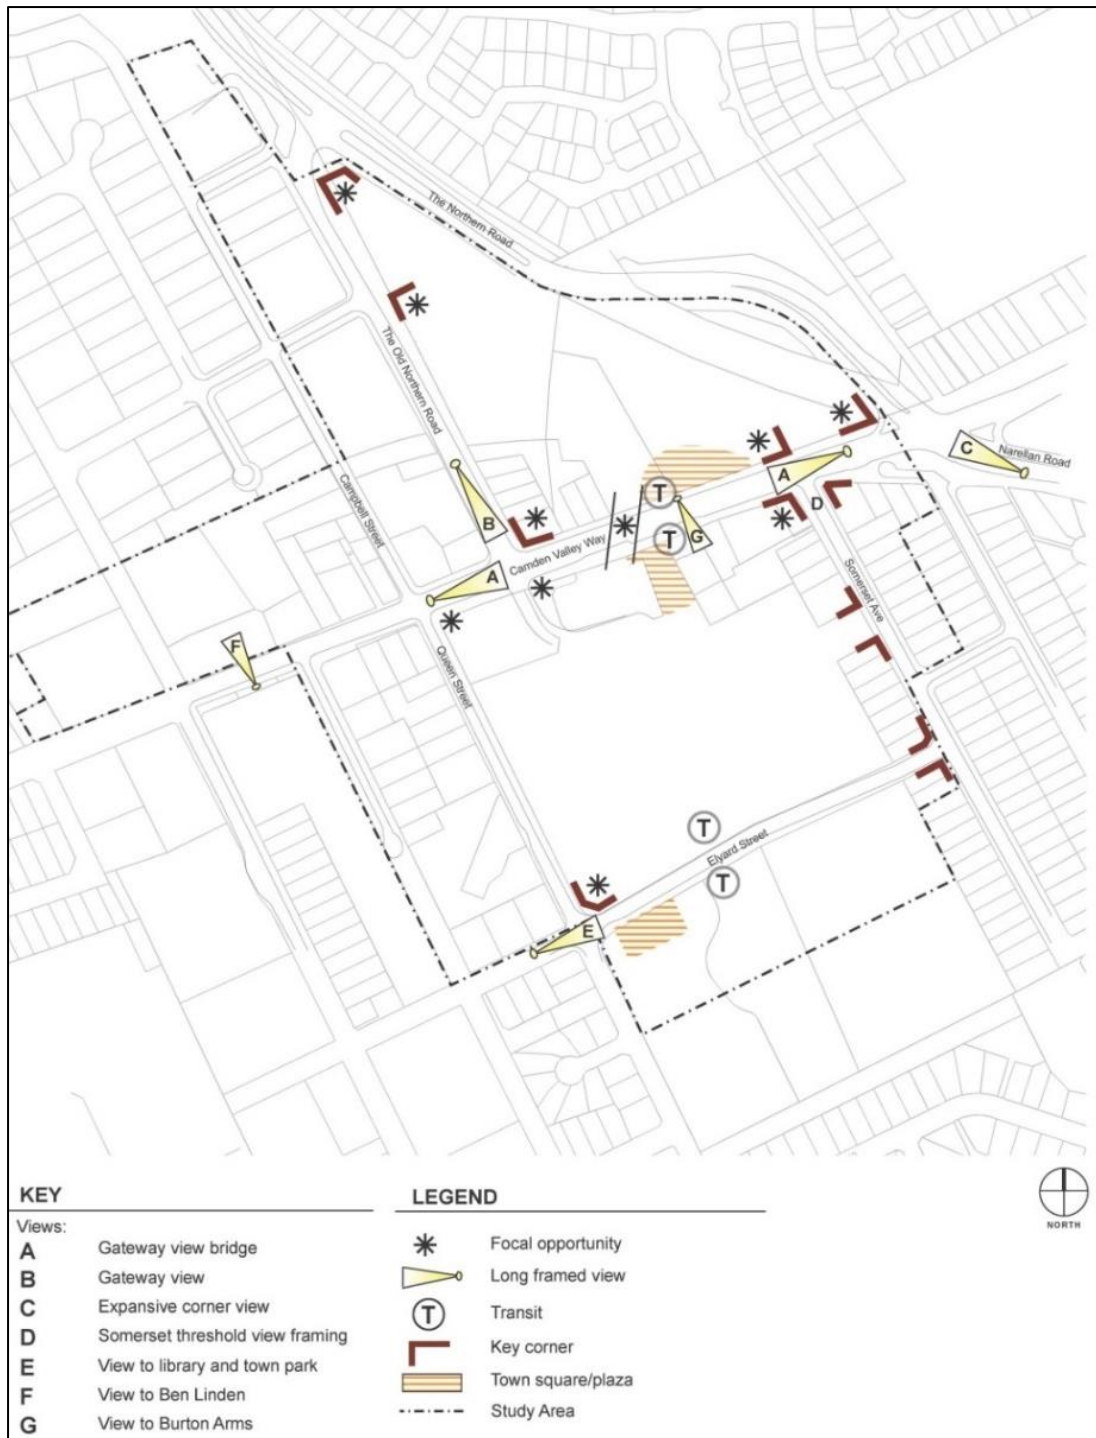 The Northern Road
The Old Northern Road
C
Narellan Road
A
B
T
G
D
T
Camden Valley Way
Campbell Street
A
Somerset Ave
F
Queen Street
T
Elyard Street
T
E
KEY
Views:
A Gateway view bridge
B Gateway view
C Expansive corner view
D Somerset threshold view framing
E View to library and town park
F View to Ben Linden
G View to Burton Arms
LEGEND
Focal opportunity
Long framed view
T Transit
Key corner
Town square/plaza
Study Area
NORTH